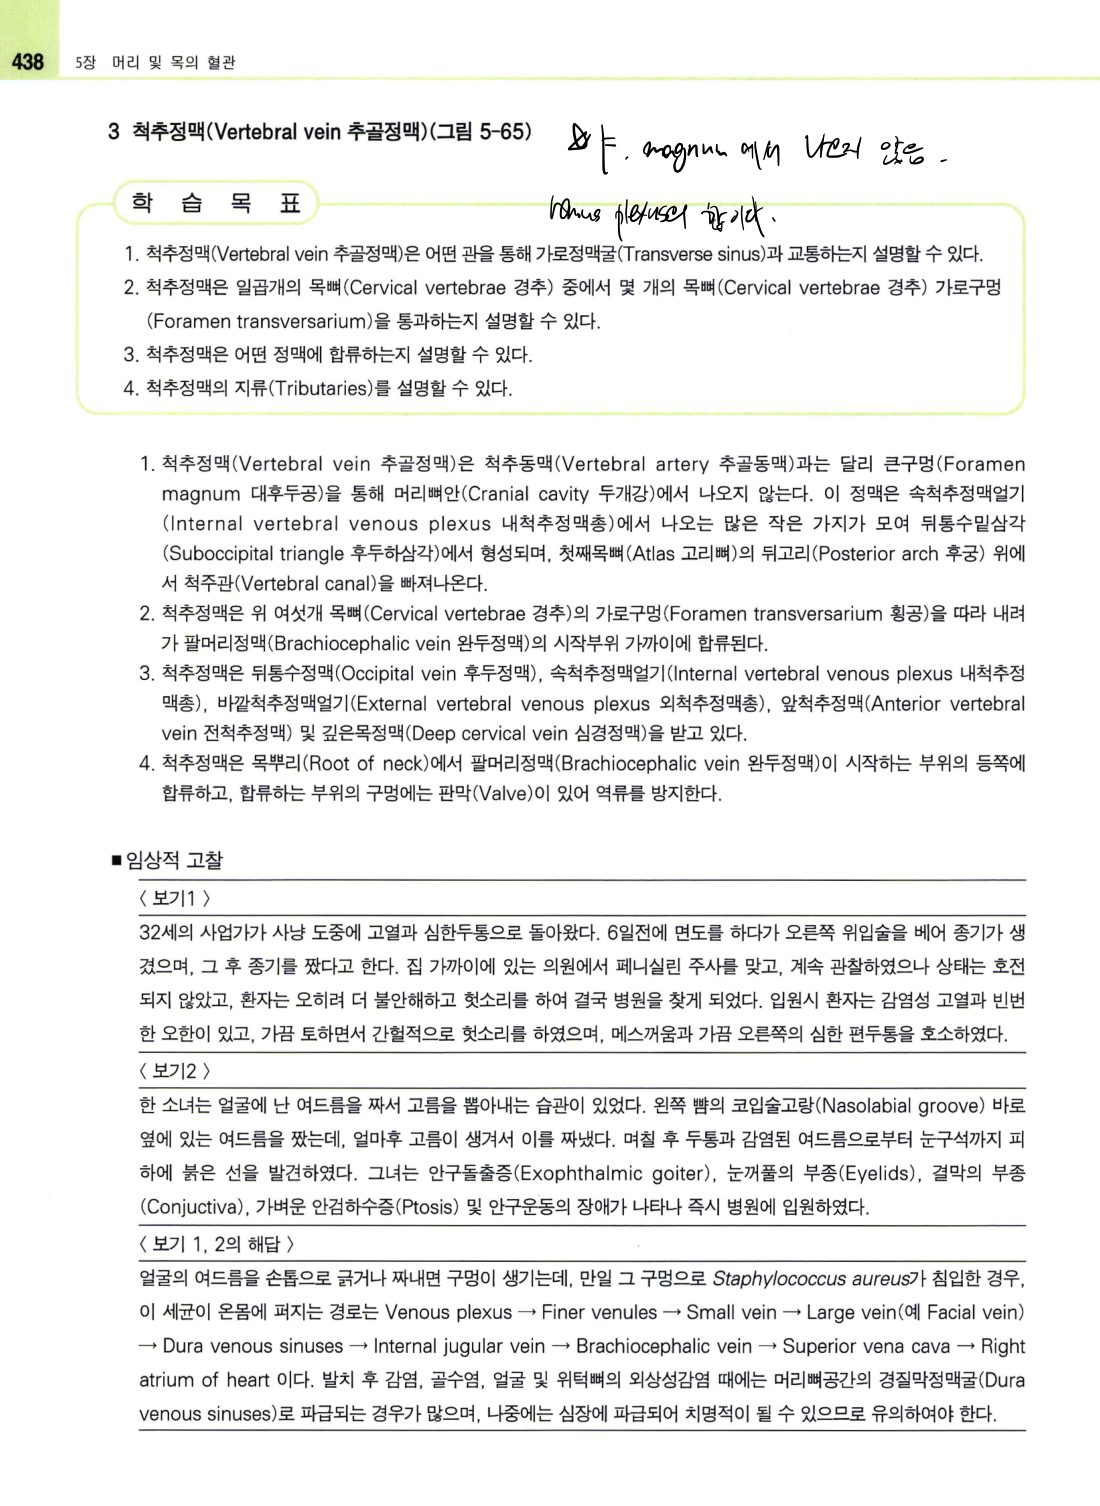 438 5장 머리 및 목의 혈관
3 척추정맥(Vertebral vein 추골정맥)(그림 5-65)
☆ F. magnum 에서 나오지 않음.
venus plexus의 합이다.
학 습 목 표
1. 척추정맥(Vertebral vein 추골정맥)은 어떤 관을 통해 가로정맥굴(Transverse sinus)과 교통하는지 설명할 수 있다.
2. 척추정맥은 일곱개의 목뼈(Cervical vertebrae 경추) 중에서 몇 개의 목뼈(Cervical vertebrae 경추) 가로구멍
(Foramen transversarium)을 통과하는지 설명할 수 있다.
3. 척추정맥은 어떤 정맥에 합류하는지 설명할 수 있다.
4. 척추정맥의 지류(Tributaries)를 설명할 수 있다.
1. 척추정맥(Vertebral vein 추골정맥)은 척추동맥(Vertebral artery 추골동맥)과는 달리 큰구멍(Foramen
magnum 대후두공)을 통해 머리뼈안(Cranial cavity 두개강)에서 나오지 않는다. 이 정맥은 속척추정맥얼기
(Internal vertebral venous plexus 내척추정맥총)에서 나오는 많은 작은 가지가 모여 뒤통수밑삼각
(Suboccipital triangle 후두하삼각)에서 형성되며, 첫째목뼈(Atlas 고리뼈)의 뒤고리(Posterior arch 후궁) 위에
서 척주관(Vertebral canal)을 빠져나온다.
2. 척추정맥은 위 여섯개 목뼈(Cervical vertebrae 경추)의 가로구멍(Foramen transversarium 횡공)을 따라 내려
가 팔머리정맥(Brachiocephalic vein 완두정맥)의 시작부위 가까이에 합류된다.
3. 척추정맥은 뒤통수정맥(Occipital vein 후두정맥), 속척추정맥얼기(Internal vertebral venous plexus 내척추정
맥총), 바깥척추정맥얼기(External vertebral venous plexus 외척추정맥총), 앞척추정맥(Anterior vertebral
vein 전척추정맥) 및 깊은목정맥(Deep cervical vein 심경정맥)을 받고 있다.
4. 척추정맥은 목뿌리(Root of neck)에서 팔머리정맥(Brachiocephalic vein 완두정맥)이 시작하는 부위의 등쪽에
합류하고, 합류하는 부위의 구멍에는 판막(Valve)이 있어 역류를 방지한다.
■ 임상적 고찰
〈 보기1 〉
32세의 사업가가 사냥 도중에 고열과 심한두통으로 돌아왔다. 6일전에 면도를 하다가 오른쪽 위입술을 베어 종기가 생
겼으며, 그 후 종기를 짰다고 한다. 집 가까이에 있는 의원에서 페니실린 주사를 맞고, 계속 관찰하였으나 상태는 호전
되지 않았고, 환자는 오히려 더 불안해하고 헛소리를 하여 결국 병원을 찾게 되었다. 입원시 환자는 감염성 고열과 빈번
한 오한이 있고, 가끔 토하면서 간헐적으로 헛소리를 하였으며, 메스꺼움과 가끔 오른쪽의 심한 편두통을 호소하였다.
〈 보기2 〉
한 소녀는 얼굴에 난 여드름을 짜서 고름을 뽑아내는 습관이 있었다. 왼쪽 뺨의 코입술고랑(Nasolabial groove) 바로
옆에 있는 여드름을 짰는데, 얼마후 고름이 생겨서 이를 짜냈다. 며칠 후 두통과 감염된 여드름으로부터 눈구석까지 피
하에 붉은 선을 발견하였다. 그녀는 안구돌출증(Exophthalmic goiter), 눈꺼풀의 부종(Eyelids), 결막의 부종
(Conjuctiva), 가벼운 안검하수증(Ptosis) 및 안구운동의 장애가 나타나 즉시 병원에 입원하였다.
〈 보기 1, 2의 해답 〉
얼굴의 여드름을 손톱으로 긁거나 짜내면 구멍이 생기는데, 만일 그 구멍으로 Staphylococcus aureus가 침입한 경우,
이 세균이 온몸에 퍼지는 경로는 Venous plexus → Finer venules → Small vein → Large vein(예 Facial vein)
→ Dura venous sinuses → Internal jugular vein → Brachiocephalic vein → Superior vena cava → Right
atrium of heart 이다. 발치 후 감염, 골수염, 얼굴 및 위턱뼈의 외상성감염 때에는 머리뼈공간의 경질막정맥굴(Dura
venous sinuses)로 파급되는 경우가 많으며, 나중에는 심장에 파급되어 치명적이 될 수 있으므로 유의하여야 한다.